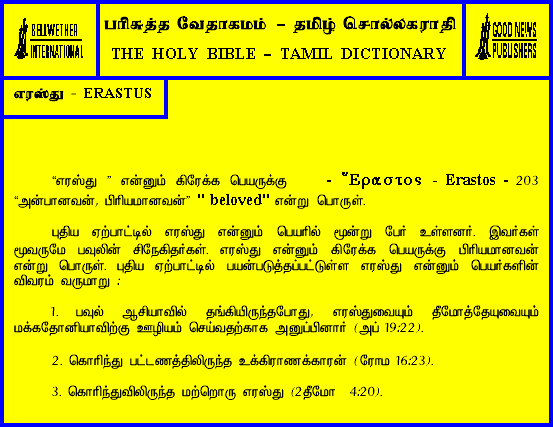 BELLWETHER
INTERNATIONAL
பரிசுத்த வேதாகமம் – தமிழ் சொல்லகராதி
THE HOLY BIBLE – TAMIL DICTIONARY
GOOD NEWS
PUBLISHERS
எரஸ்து - ERASTUS
“எரஸ்து ” என்னும் கிரேக்க பெயருக்கு - Ἔραστος - Erastos - 203
“அன்பானவன், பிரியமானவன்” " beloved" என்று பொருள்.
புதிய ஏற்பாட்டில் எரஸ்து என்னும் பெயரில் மூன்று பேர் உள்ளனர். இவர்கள்
மூவருமே பவுலின் சிநேகிதர்கள். எரஸ்து என்னும் கிரேக்க பெயருக்கு பிரியமானவன்
என்று பொருள். புதிய ஏற்பாட்டில் பயன்படுத்தப்பட்டுள்ள எரஸ்து என்னும் பெயர்களின்
விவரம் வருமாறு :
1. பவுல் ஆசியாவில் தங்கியிருந்தபோது, எரஸ்துவையும் தீமோத்தேயுவையும்
மக்கதோனியாவிற்கு ஊழியம் செய்வதற்காக அனுப்பினார் (அப் 19:22).
2. கொரிந்து பட்டணத்திலிருந்த உக்கிராணக்காரன் (ரோம 16:23).
3. கொரிந்துவிலிருந்த மற்றொரு எரஸ்து (2தீமோ 4:20).